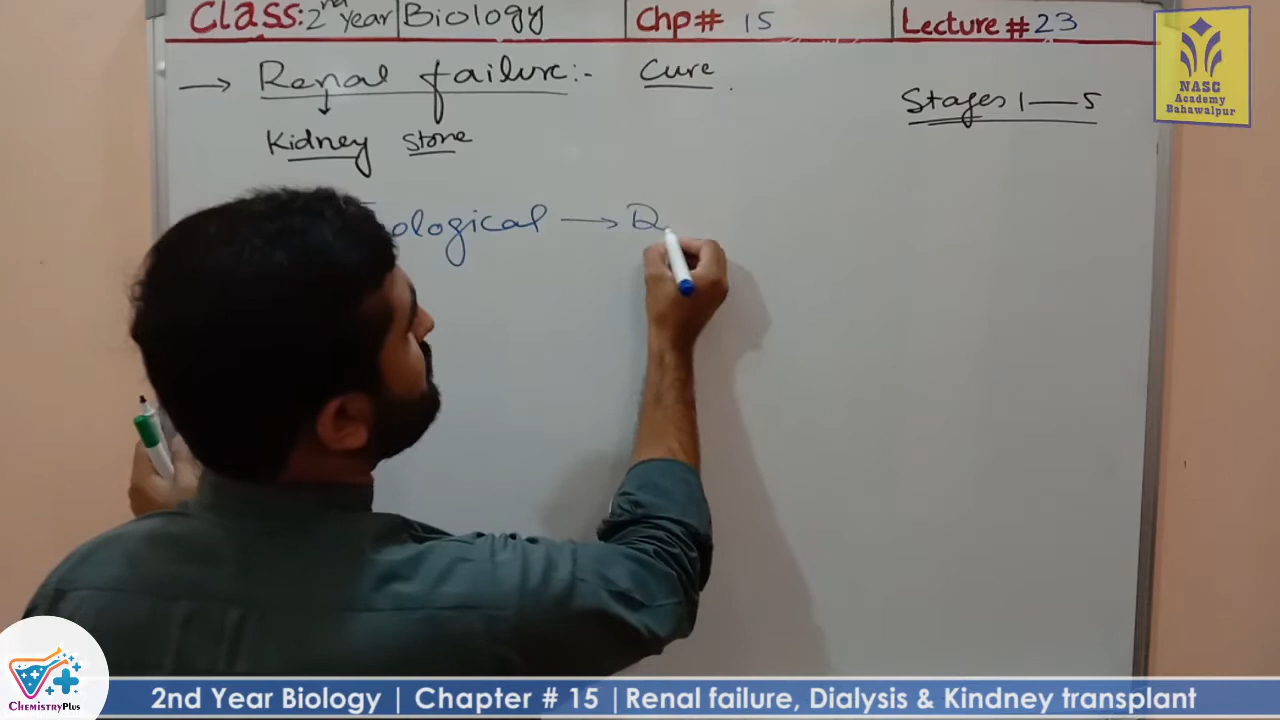 Class: 2nd Year Biology Chp# 15 Lecture # 23
→ Renal failure:- Cure
Stages 1—5
Kidney stone
ological →
NASC
Academy
Bahawalpur
ChemistryPlus
2nd Year Biology | Chapter # 15 | Renal failure, Dialysis & Kindney transplant